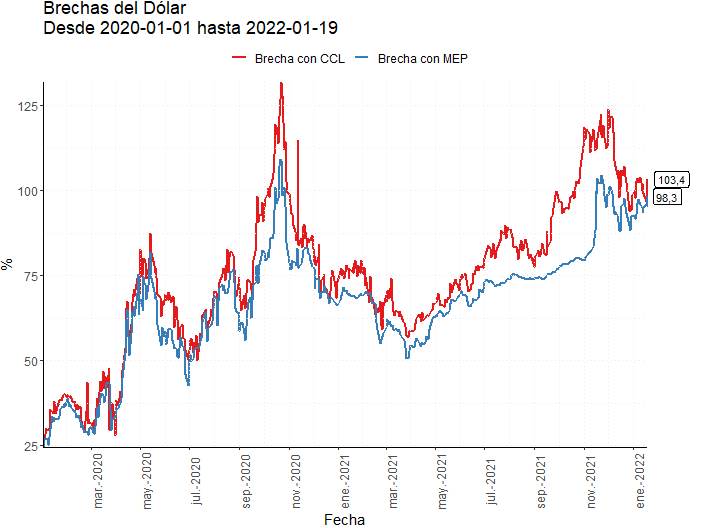 Brechas del Dólar
Desde 2020-01-01 hasta 2022-01-19
Brecha con CCL
Brecha con MEP
%
125
100
75
50
25
103,4
98,3
mar.-2020
may.-2020
jul.-2020
sep.-2020
nov.-2020
ene.-2021
mar.-2021
may.-2021
jul.-2021
sep.-2021
nov.-2021
ene.-2022
Fecha